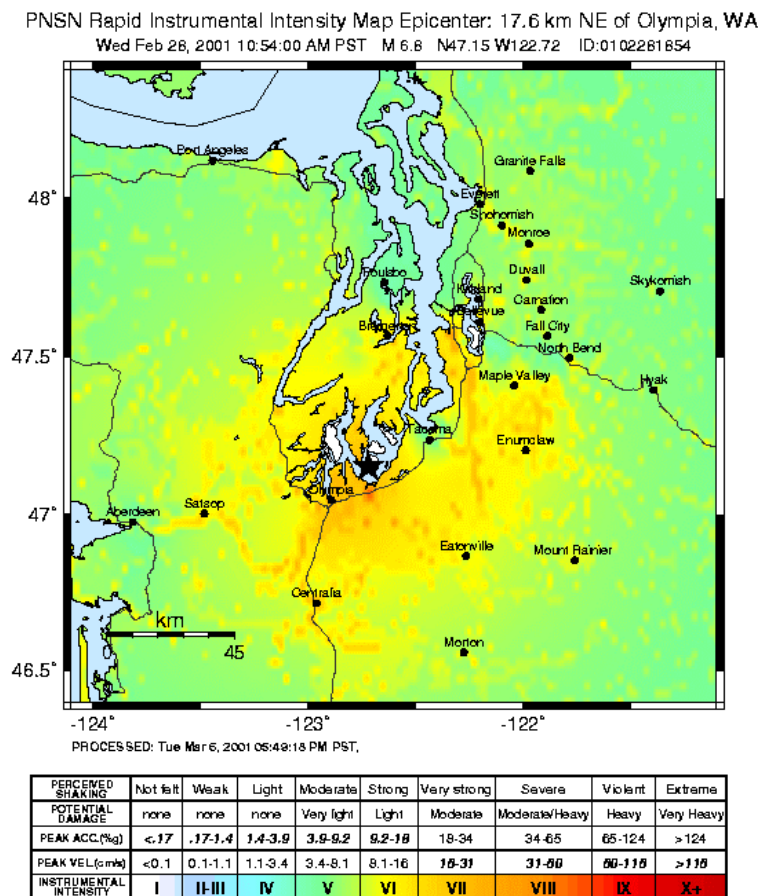 PNSN Rapid Instrumental Intensity Map Epicenter: 17.6 km NE of Olympia, WA
Wed Feb 28, 2001 10:54:00 AM PST M 6.8 N47.15 W122.72 ID:0102281854
Port Angeles
Granite Falls
48°
Everett
Snohomish
Monroe
Poulsbo
Duvall
Skykomish
Kirkland
Carnation
Bellevue
Bremerton
Fall City
47.5°
North Bend
Maple Valley
Hyak
Tacoma
Enumclaw
Olympia
Satsop
47°
Aberdeen
Eatonville
Mount Rainier
Centralia
km
45
Morton
46.5°
-124° -123° -122°
PROCESSED: Tue Mar 6, 2001 05:49:18 PM PST,
PERCEIVED SHAKING Not felt Weak Light Moderate Strong Very strong Severe Violent Extreme
POTENTIAL DAMAGE none none none Very light Light Moderate Moderate/Heavy Heavy Very Heavy
PEAK ACC.(%g) <.17 .17-1.4 1.4-3.9 3.9-9.2 9.2-18 18-34 34-65 65-124 >124
PEAK VEL.(cm/s) <0.1 0.1-1.1 1.1-3.4 3.4-8.1 8.1-16 16-31 31-60 60-116 >116
INSTRUMENTAL INTENSITY I II-III IV V VI VII VIII IX X+